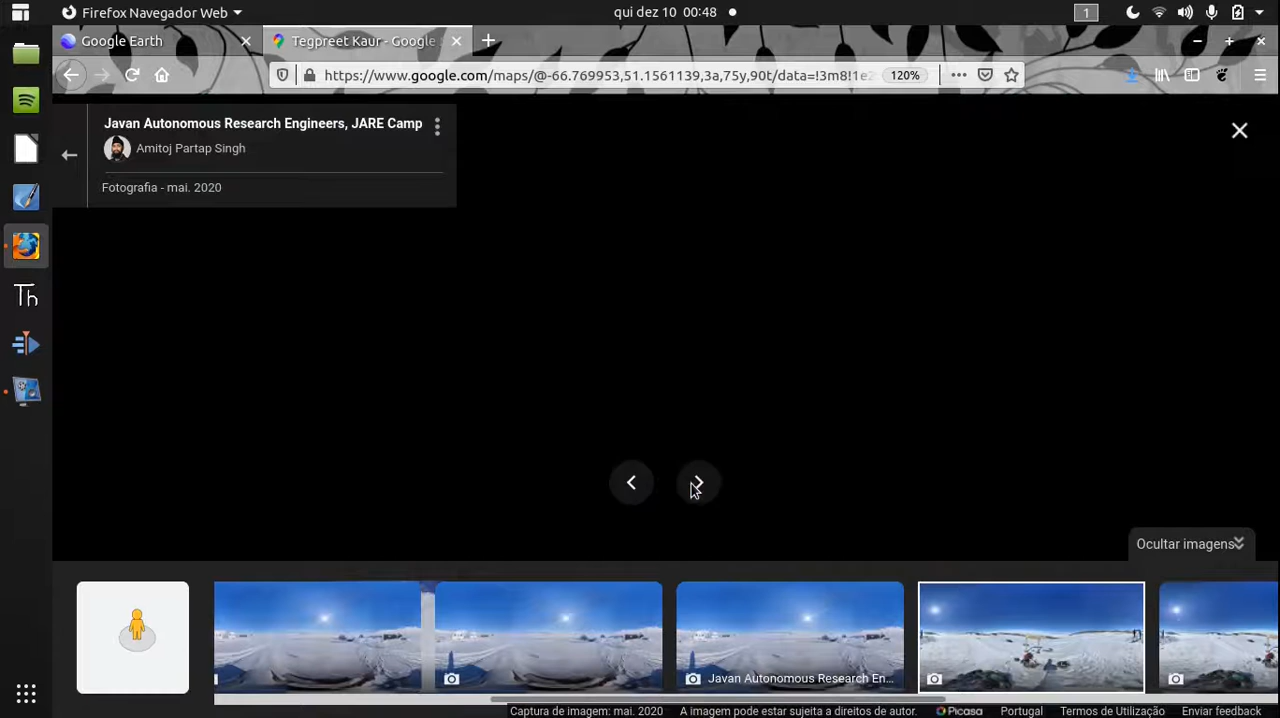 Firefox Navegador Web
qui dez 10 00:48
1
Google Earth
Tegpreet Kaur - Google
https://www.google.com/maps/@-66.769953,51.1561139,3a,75y,90t/data=!3m8!1e2
120%
Javan Autonomous Research Engineers, JARE Camp
Amitoj Partap Singh
Fotografia - mai. 2020
Th
Ocultar imagens
Javan Autonomous Research En...
Captura de imagem: mai. 2020 A imagem pode estar sujeita a direitos de autor. Picasa Portugal Termos de Utilização Enviar feedback